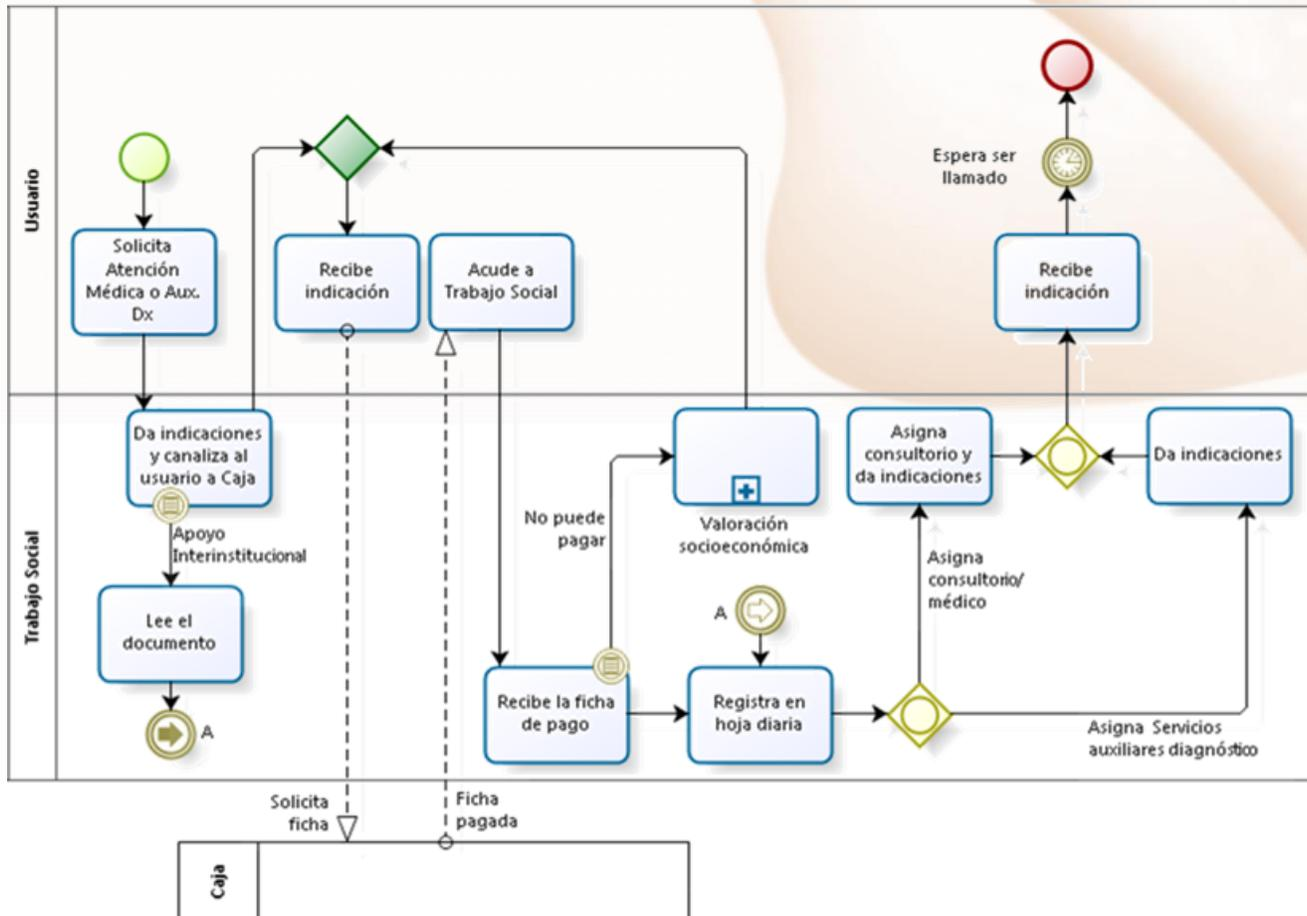 Usuario
Solicita
Atención
Médica o Aux.
Dx
Recibe
indicación
Acude a
Trabajo Social
Espera ser
llamado
Recibe
indicación
Trabajo Social
Da indicaciones
y canaliza al
usuario a Caja
Apoyo
Interinstitucional
Lee el
documento
A
No puede
pagar
Valoración
socioeconómica
A
Recibe la ficha
de pago
Registra en
hoja diaria
Asigna
consultorio y
da indicaciones
Asigna
consultorio/
médico
Da indicaciones
Asigna Servicios
auxiliares diagnóstico
Solicita
ficha
Ficha
pagada
Caja